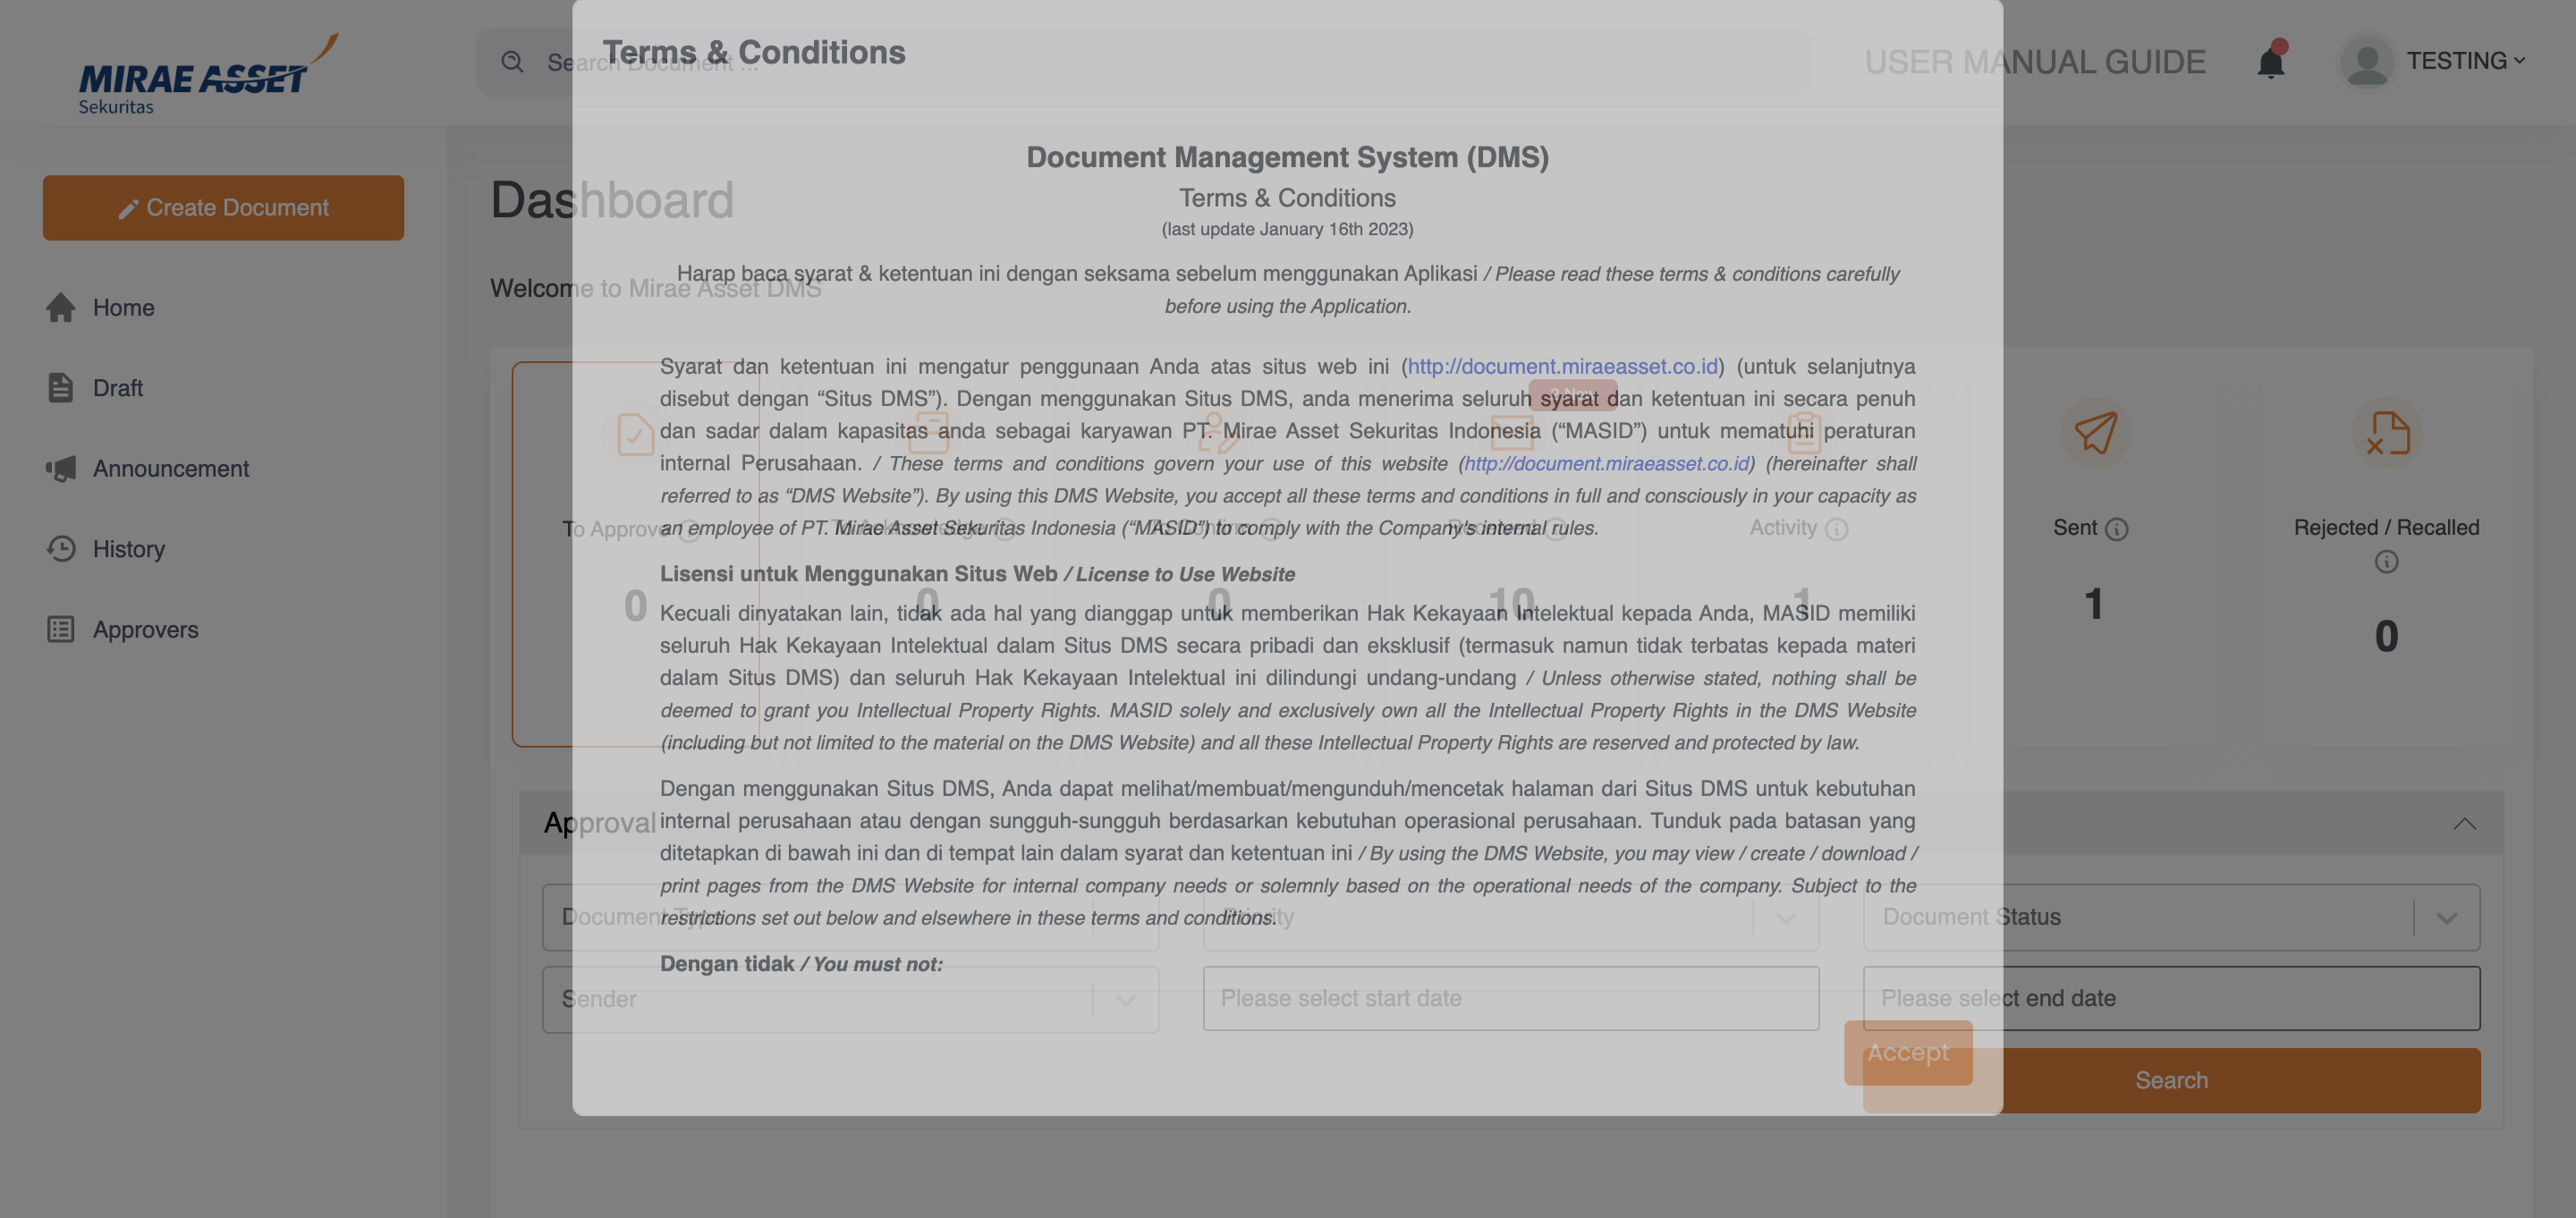 MIRAE ASSET
Sekuritas
Search Document ...
USER MANUAL GUIDE
TESTING
Create Document
Home
Draft
Announcement
History
Approvers
Dashboard
Welcome to Mirae Asset DMS
Terms & Conditions
Document Management System (DMS)
Terms & Conditions
(last update January 16th 2023)
Harap baca syarat & ketentuan ini dengan seksama sebelum menggunakan Aplikasi / Please read these terms & conditions carefully
before using the Application.
Syarat dan ketentuan ini mengatur penggunaan Anda atas situs web ini (http://document.miraeasset.co.id) (untuk selanjutnya
disebut dengan “Situs DMS”). Dengan menggunakan Situs DMS, anda menerima seluruh syarat dan ketentuan ini secara penuh
dan sadar dalam kapasitas anda sebagai karyawan PT. Mirae Asset Sekuritas Indonesia (“MASID”) untuk mematuhi peraturan
internal Perusahaan. / These terms and conditions govern your use of this website (http://document.miraeasset.co.id) (hereinafter shall
referred to as “DMS Website”). By using this DMS Website, you accept all these terms and conditions in full and consciously in your capacity as
an employee of PT. Mirae Asset Sekuritas Indonesia (“MASID”) to comply with the Company's internal rules.
Lisensi untuk Menggunakan Situs Web / License to Use Website
Kecuali dinyatakan lain, tidak ada hal yang dianggap untuk memberikan Hak Kekayaan Intelektual kepada Anda, MASID memiliki
seluruh Hak Kekayaan Intelektual dalam Situs DMS secara pribadi dan eksklusif (termasuk namun tidak terbatas kepada materi
dalam Situs DMS) dan seluruh Hak Kekayaan Intelektual ini dilindungi undang-undang / Unless otherwise stated, nothing shall be
deemed to grant you Intellectual Property Rights. MASID solely and exclusively own all the Intellectual Property Rights in the DMS Website
(including but not limited to the material on the DMS Website) and all these Intellectual Property Rights are reserved and protected by law.
Dengan menggunakan Situs DMS, Anda dapat melihat/membuat/mengunduh/mencetak halaman dari Situs DMS untuk kebutuhan
internal perusahaan atau dengan sungguh-sungguh berdasarkan kebutuhan operasional perusahaan. Tunduk pada batasan yang
ditetapkan di bawah ini dan di tempat lain dalam syarat dan ketentuan ini / By using the DMS Website, you may view / create / download /
print pages from the DMS Website for internal company needs or solemnly based on the operational needs of the company. Subject to the
restrictions set out below and elsewhere in these terms and conditions.
Dengan tidak / You must not:
Accept
To Approve
0
To Acknowledge
0
To Confirm
0
Received
10
Activity
1
Sent
1
Rejected / Recalled
0
Approval
Document Type
Priority
Document Status
Sender
Please select start date
Please select end date
Search